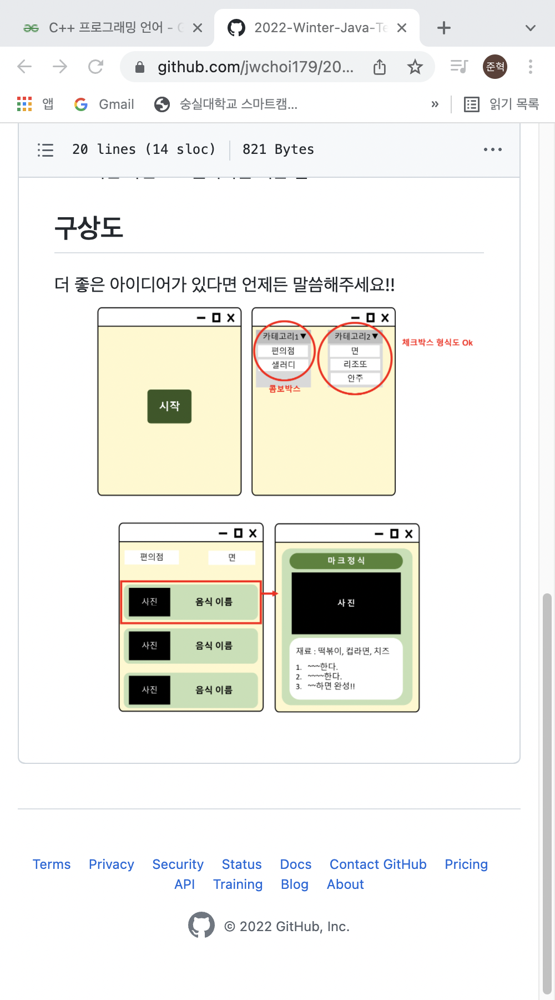 C++ 프로그래밍 언어 - G
2022-Winter-Java-Te
github.com/jwchoi179/20...
준혁
앱
Gmail
숭실대학교 스마트캠...
»
읽기 목록
20 lines (14 sloc)
821 Bytes
구상도
더 좋은 아이디어가 있다면 언제든 말씀해주세요!!
시작
카테고리1▼
편의점
샐러디
콤보박스
카테고리2▼
면
리조또
안주
체크박스 형식도 Ok
편의점
면
사진
음식 이름
사진
음식 이름
사진
음식 이름
마크정식
사진
재료 : 떡볶이, 컵라면, 치즈
1. ~~~한다.
2. ~~~~한다.
3. ~~하면 완성!!
Terms Privacy Security Status Docs Contact GitHub Pricing
API Training Blog About
© 2022 GitHub, Inc.